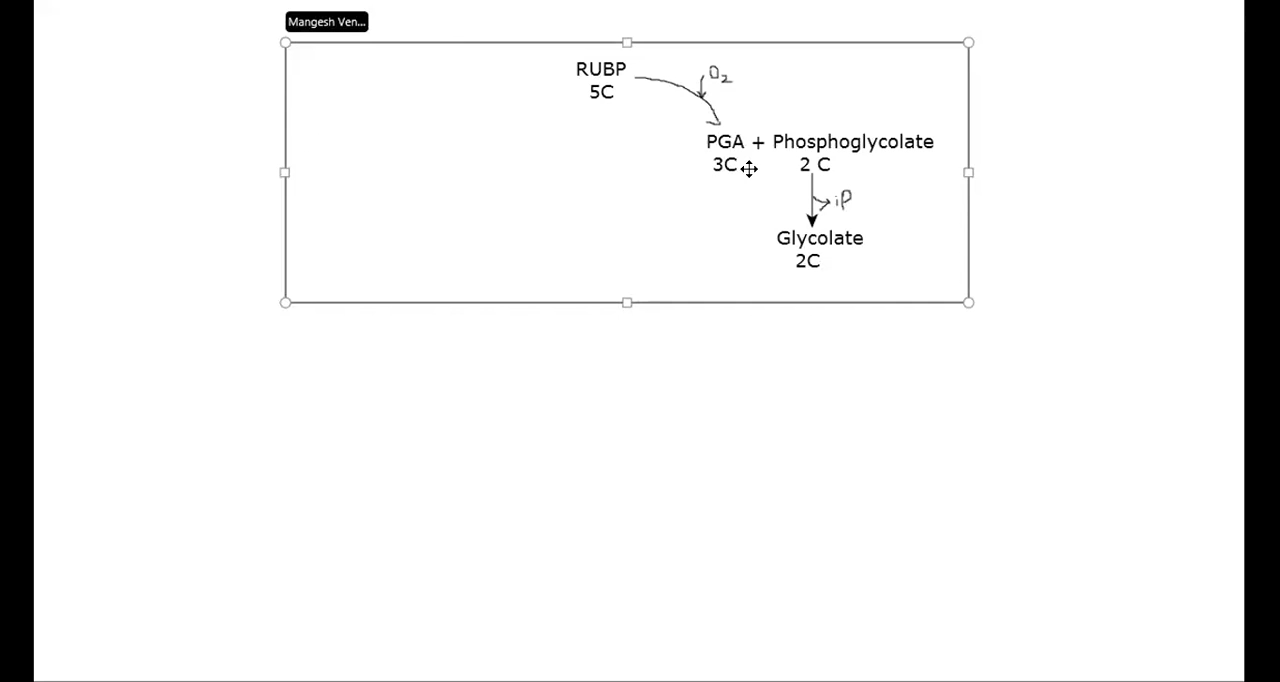 Mangesh Ven...
RUBP
5C
O2
PGA + Phosphoglycolate
3C 2 C
iP
Glycolate
2C